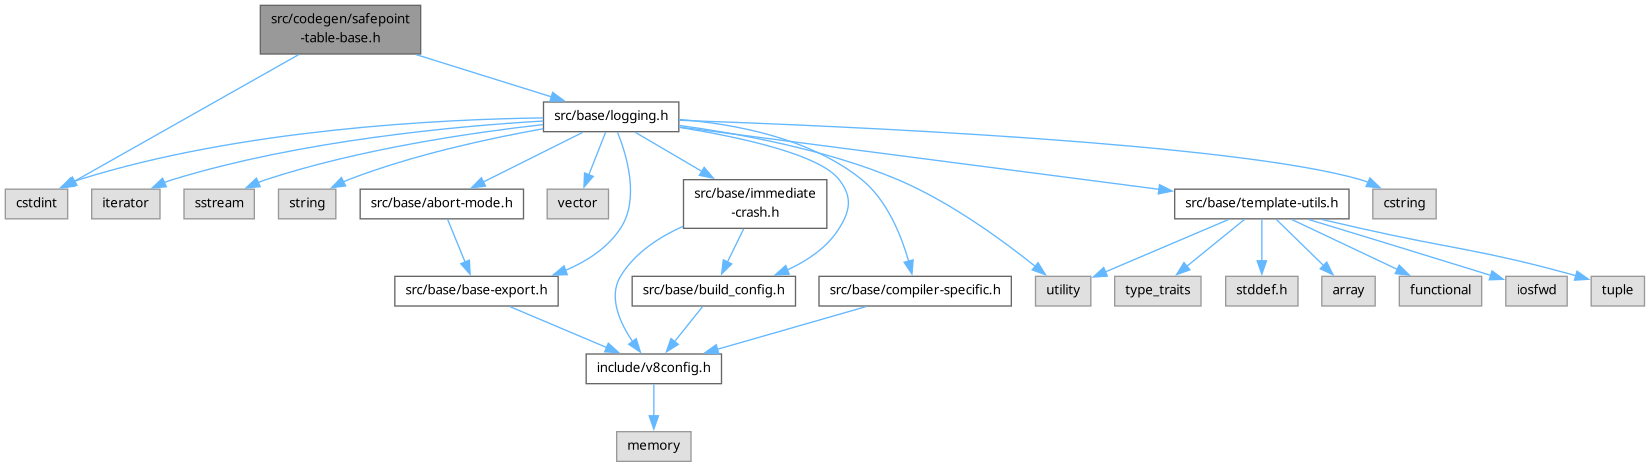 src/codegen/safepoint
-table-base.h
src/base/logging.h
cstdint
iterator
sstream
string
src/base/abort-mode.h
vector
src/base/immediate
-crash.h
src/base/template-utils.h
cstring
src/base/base-export.h
src/base/build_config.h
src/base/compiler-specific.h
utility
type_traits
stddef.h
array
functional
iosfwd
tuple
include/v8config.h
memory